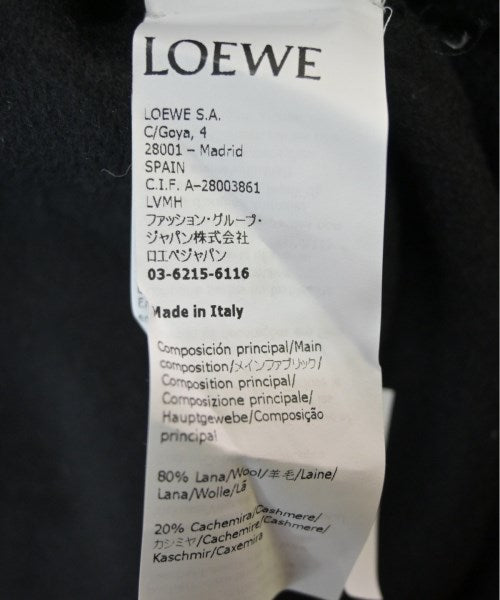 LOEWE
LOEWE S.A.
C/Goya, 4
28001 – Madrid
SPAIN
C.I.F. A-28003861
LVMH
ファッション・グループ・
ジャパン株式会社
ロエベジャパン
03-6215-6116
Made in Italy
Composición principal/Main
composition/メインファブリック/
Composition principal/
Composizione principale/
Hauptgewebe/Composição
principal
80% Lana/Wool/羊毛/Laine/
Lana/Wolle/Lã
20% Cachemira/Cashmere/
カシミヤ/Cachemire/Cashmere/
Kaschmir/Caxemira